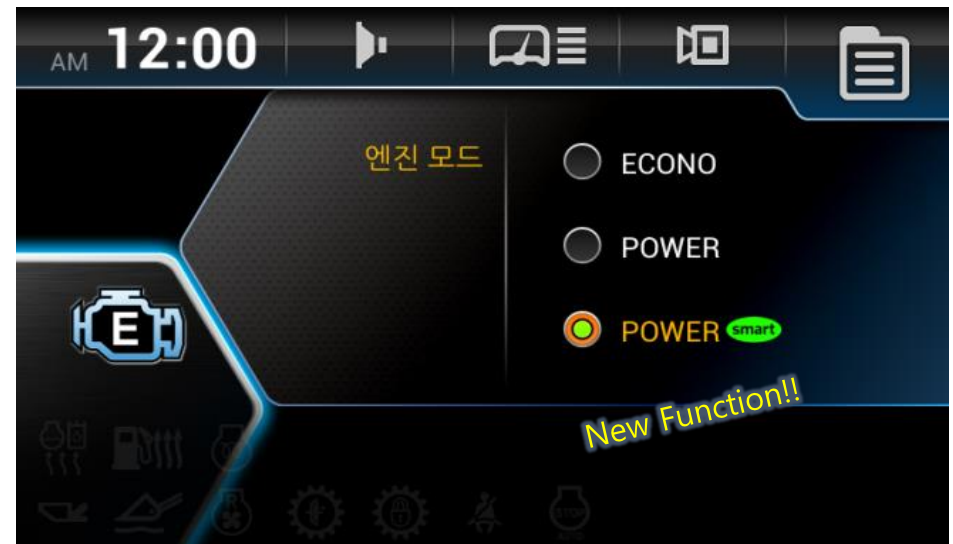 AM 12:00
엔진 모드
ECONO
POWER
POWER smart
E
New Function!!